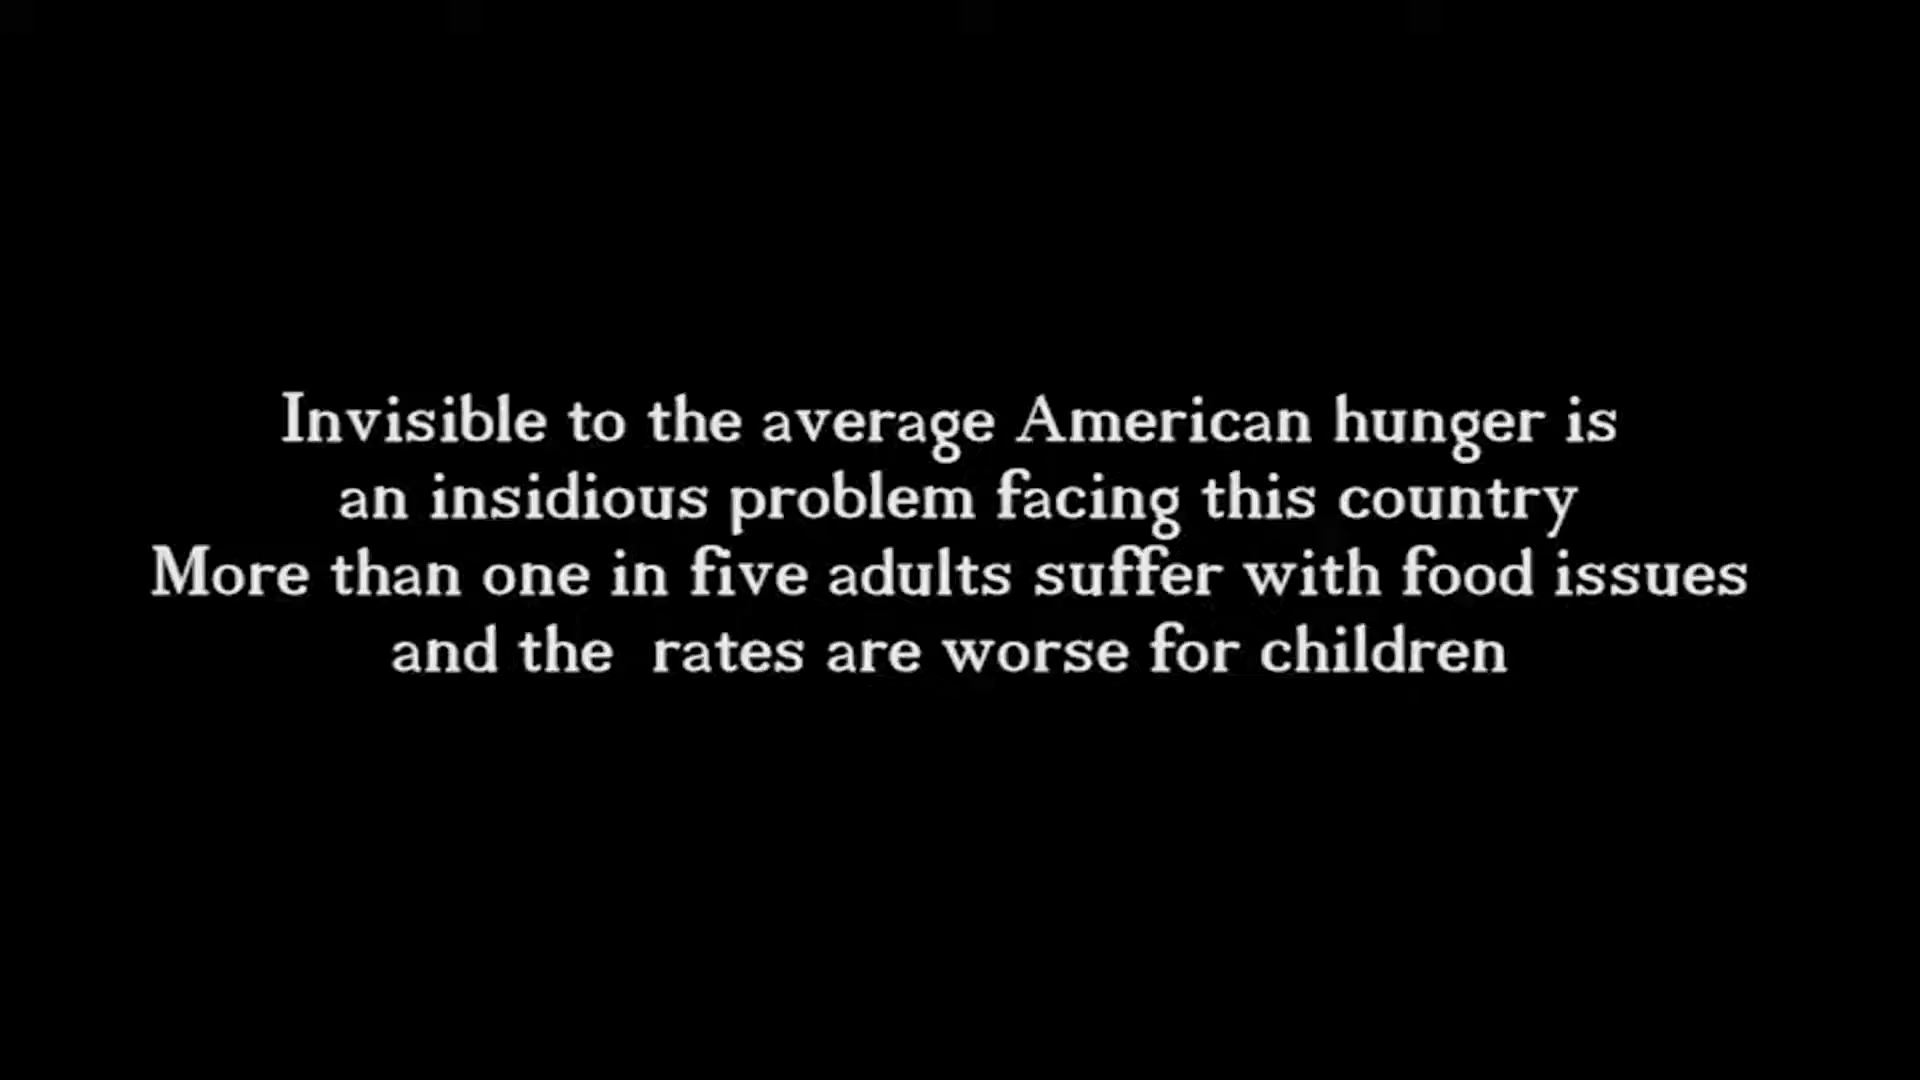 Invisible to the average American hunger is
an insidious problem facing this country
More than one in five adults suffer with food issues
and the  rates are worse for children